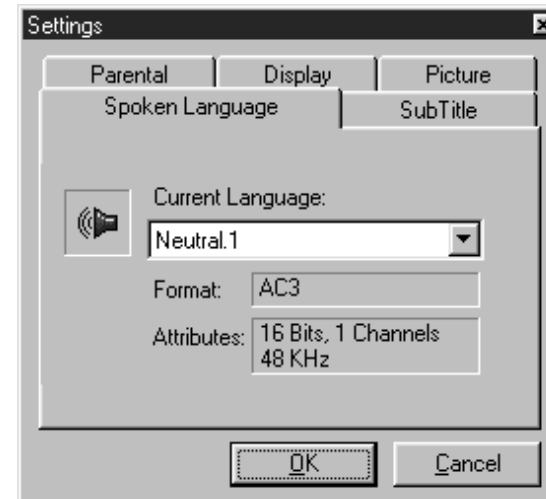 Settings
Parental Display Picture
Spoken Language SubTitle
Current Language:
Neutral.1
Format: AC3
Attributes: 16 Bits, 1 Channels
48 KHz
OK Cancel